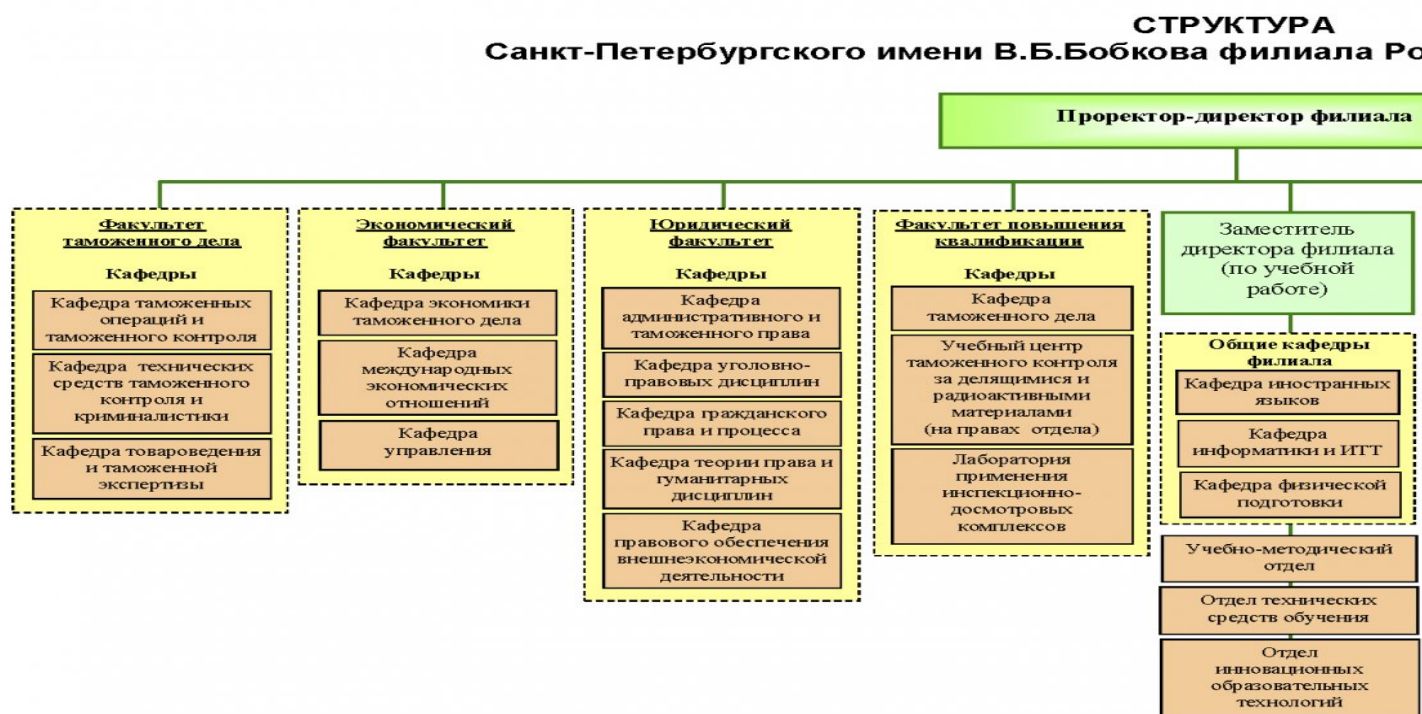 СТРУКТУРА
Санкт-Петербургского имени В.Б.Бобкова филиала Ро
Проректор-директор филиала
Факультет
таможенного дела
Кафедры
Кафедра таможенных
операций и
таможенного контроля
Кафедра технических
средств таможенного
контроля и
криминалистики
Кафедра товароведения
и таможенной
экспертизы
Экономический
факультет
Кафедры
Кафедра экономики
таможенного дела
Кафедра
международных
экономических
отношений
Кафедра
управления
Юридический
факультет
Кафедры
Кафедра
административного и
таможенного права
Кафедра уголовно-
правовых дисциплин
Кафедра гражданского
права и процесса
Кафедра теории права и
гуманитарных
дисциплин
Кафедра
правового обеспечения
внешнеэкономической
деятельности
Факультет повышения
квалификации
Кафедры
Кафедра
таможенного дела
Учебный центр
таможенного контроля
за делящимися и
радиоактивными
материалами
(на правах отдела)
Лаборатория
применения
инспекционно-
досмотровых
комплексов
Заместитель
директора филиала
(по учебной
работе)
Общие кафедры
филиала
Кафедра иностранных
языков
Кафедра
информатики и ИТТ
Кафедра физической
подготовки
Учебно-методический
отдел
Отдел технических
средств обучения
Отдел
инновационных
образовательных
технологий